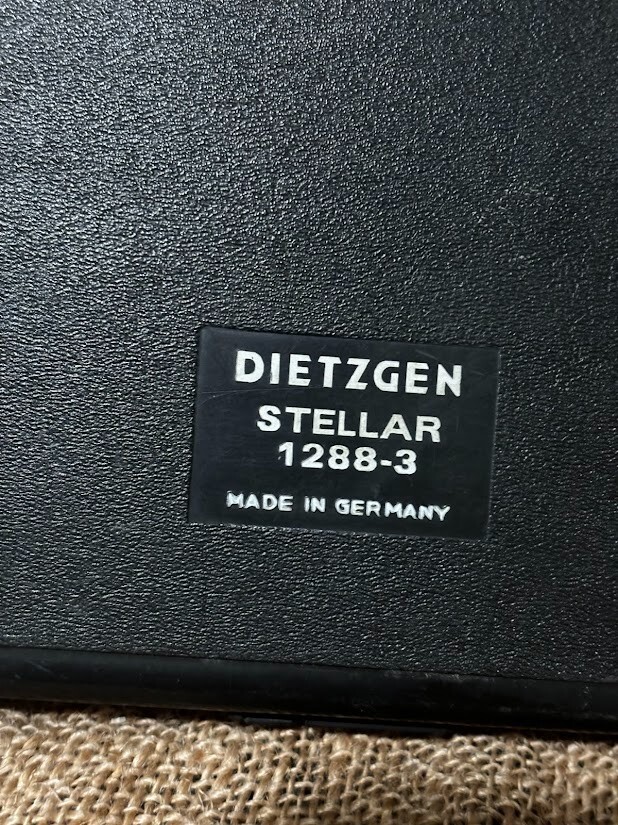 DIETZGEN
STELLAR
1288-3
MADE IN GERMANY